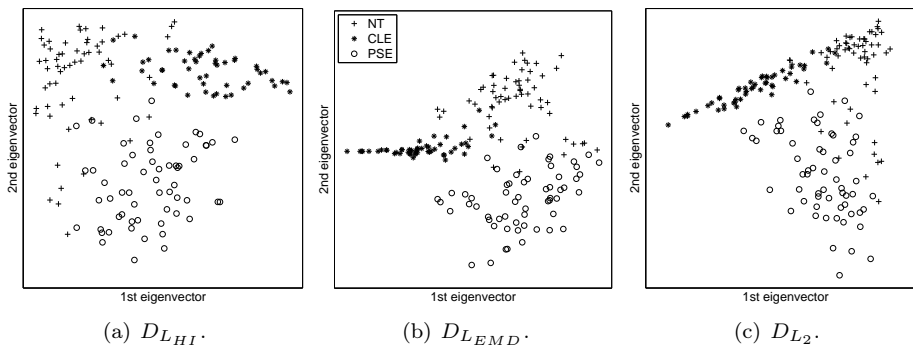 2nd eigenvector
1st eigenvector
(a) D_{L_{HI}}.
NT
CLE
PSE
2nd eigenvector
1st eigenvector
(b) D_{L_{EMD}}.
2nd eigenvector
1st eigenvector
(c) D_{L_2}.